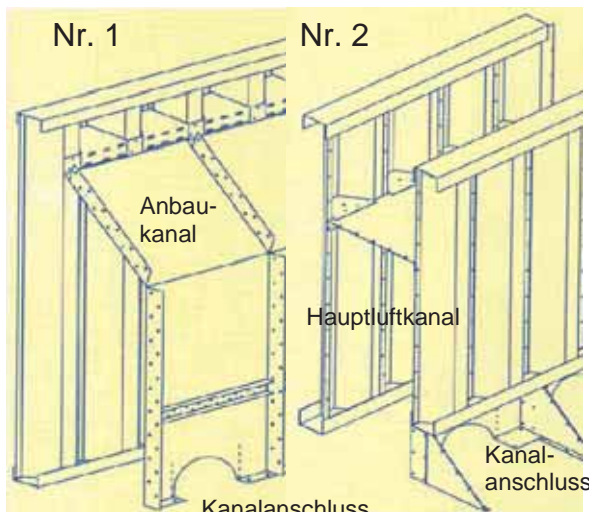 Nr. 1
Nr. 2
Anbau-
kanal
Hauptluftkanal
Kanal-
anschluss
Kanalanschluss